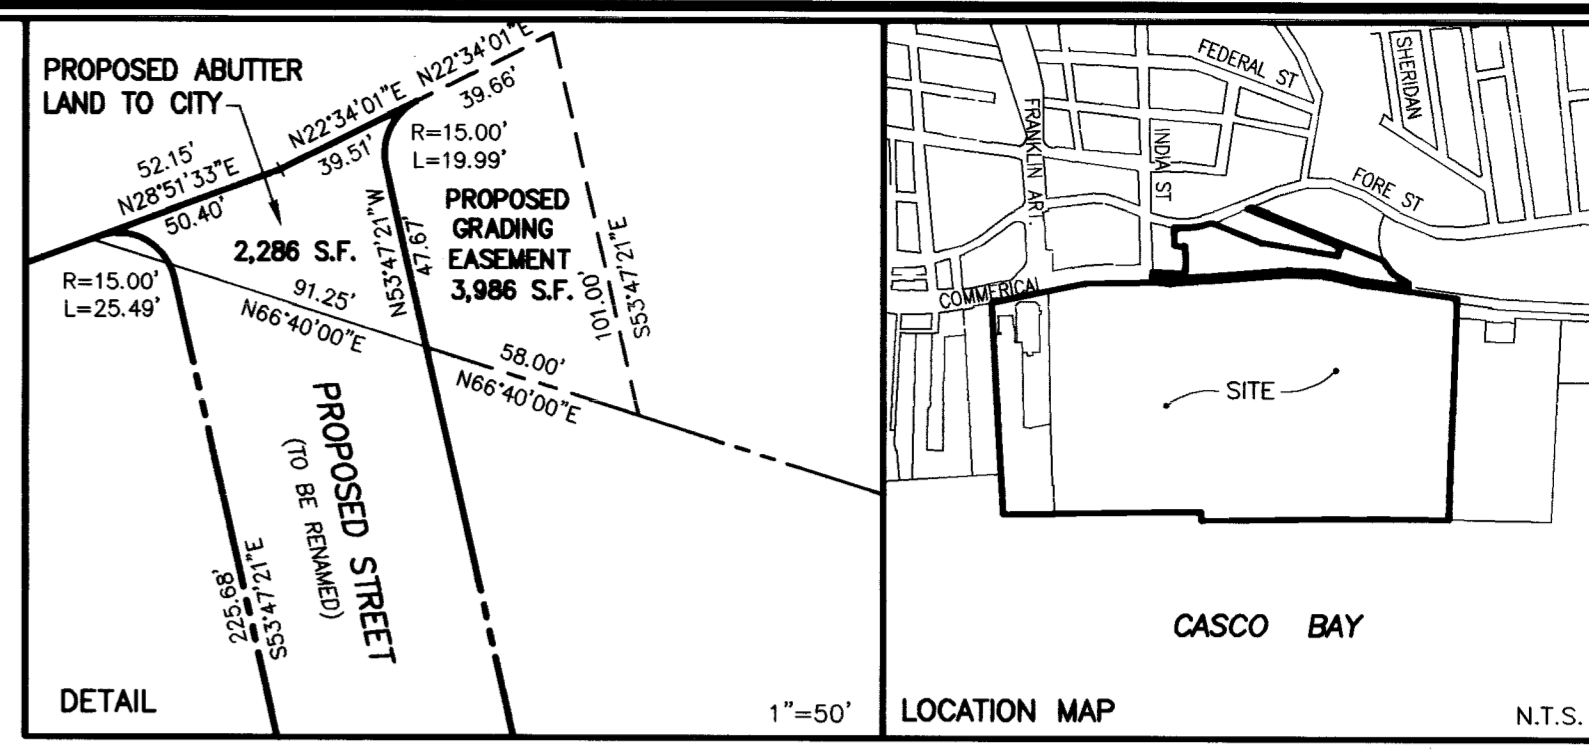 PROPOSED ABUTTER
LAND TO CITY
N22°34'01"E
39.66'
N22°34'01"E
39.51'
52.15'
N28°51'33"E
50.40'
R=15.00'
L=19.99'
2,286 S.F.
PROPOSED
GRADING
EASEMENT
3,986 S.F.
N53°47'21"W
47.67'
S53°47'21"E
101.00'
R=15.00'
L=25.49'
91.25'
N66°40'00"E
58.00'
N66°40'00"E
PROPOSED STREET
(TO BE RENAMED)
225.68'
S53°47'21"E
DETAIL
1"=50'
FEDERAL ST
SHERIDAN
FRANKLIN ART.
INDIA ST
FORE ST
COMMERICAL
SITE
CASCO BAY
LOCATION MAP
N.T.S.